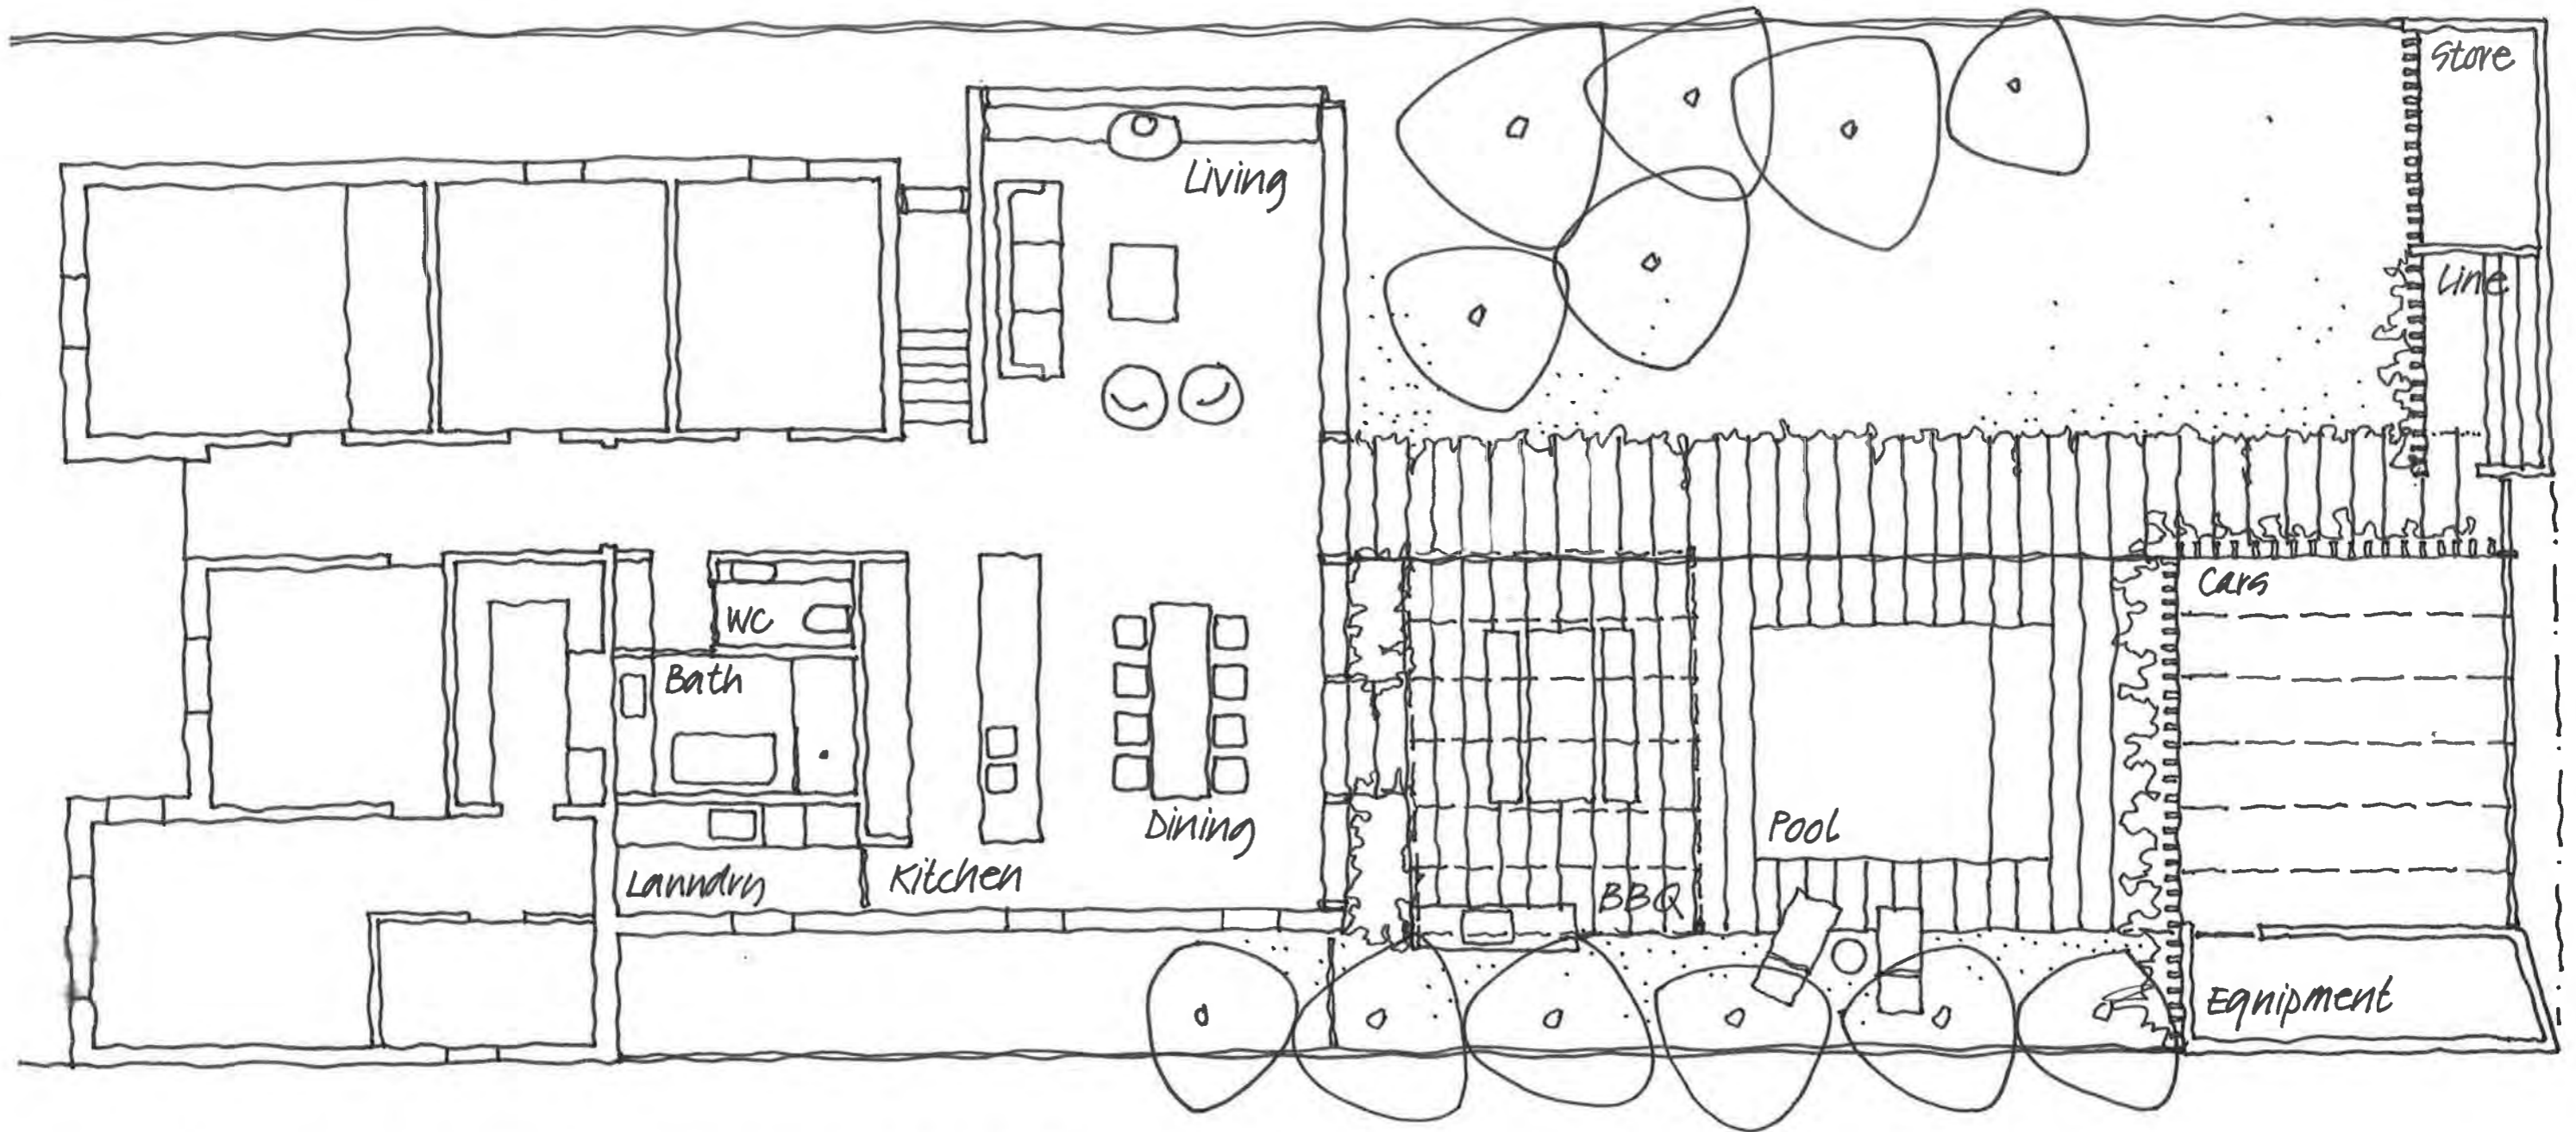 Store
Living
Line
Cars
WC
Bath
Pool
Dining
Laundry
Kitchen
BBQ
Equipment